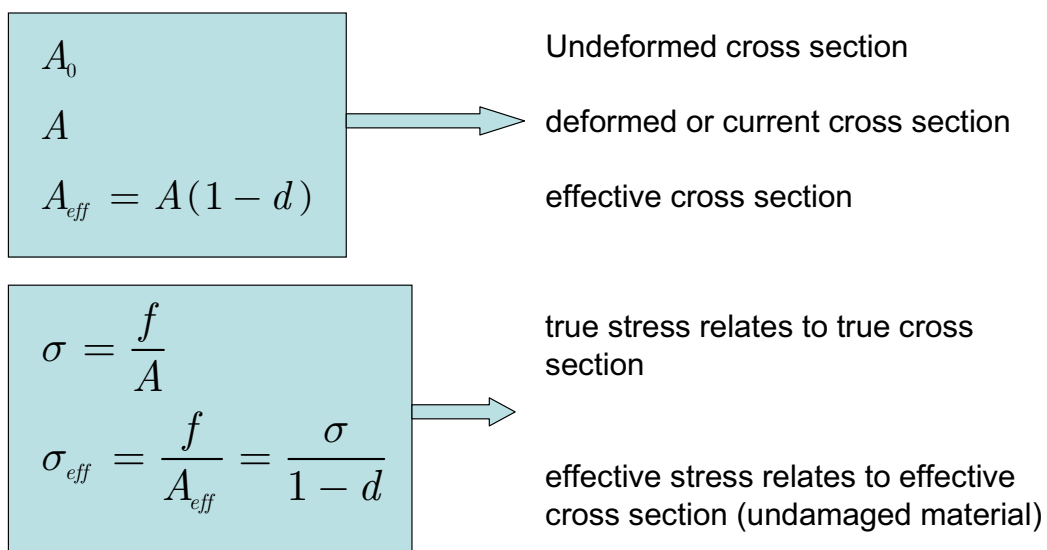 A₀ Undeformed cross section
A deformed or current cross section
A_eff = A(1 − d) effective cross section
σ = f/A true stress relates to true cross
section
σ_eff = f/A_eff = σ/(1 − d) effective stress relates to effective
cross section (undamaged material)